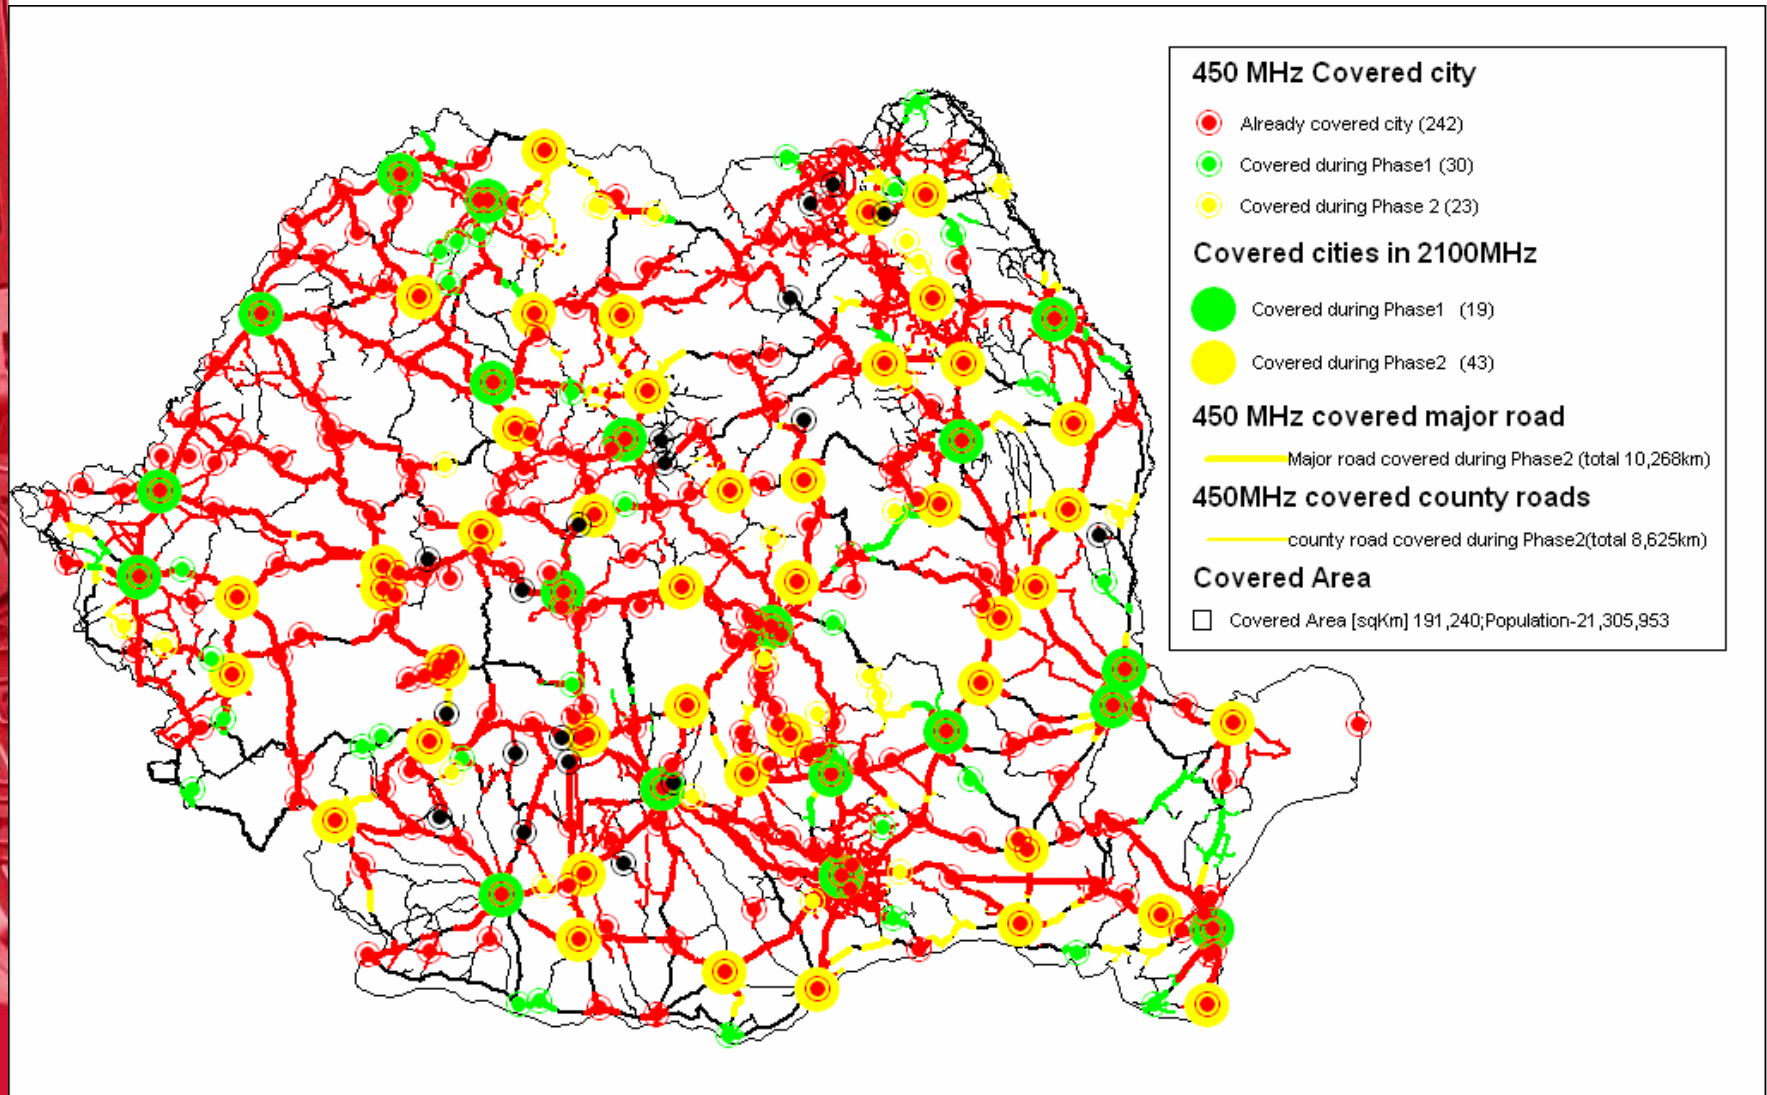 450 MHz Covered city
Already covered city (242)
Covered during Phase1 (30)
Covered during Phase 2 (23)
Covered cities in 2100MHz
Covered during Phase1 (19)
Covered during Phase2 (43)
450 MHz covered major road
Major road covered during Phase2 (total 10,268km)
450MHz covered county roads
county road covered during Phase2(total 8,625km)
Covered Area
Covered Area [sqKm] 191,240;Population-21,305,953